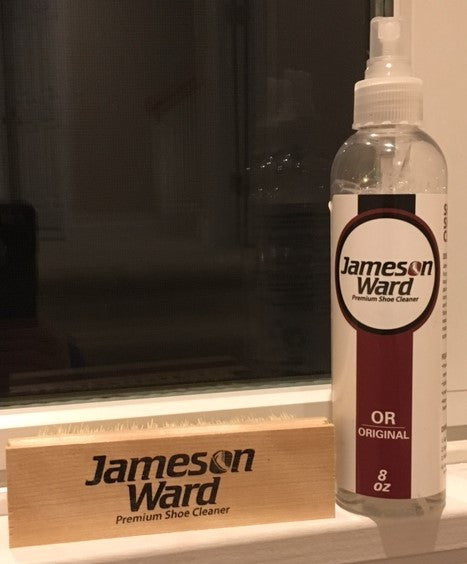 Jameson
Ward
Premium Shoe Cleaner
Jameson
Ward
Premium Shoe Cleaner
OR
ORIGINAL
8
OZ